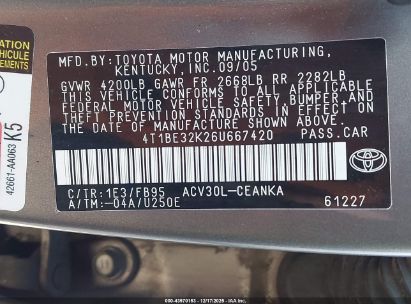 MFD.BY:TOYOTA MOTOR MANUFACTURING,
KENTUCKY, INC.09/05
GVWR 4200LB GAWR FR 2668LB RR 2282LB
THIS VEHICLE CONFORMS TO ALL APPLICABLE
FEDERAL MOTOR VEHICLE SAFETY, BUMPER AND
THEFT PREVENTION STANDARDS IN EFFECT ON
THE DATE OF MANUFACTURE SHOWN ABOVE.
4T1BE32K26U667420 PASS.CAR
C/TR:1E3/FB95 ACV30L-CEANKA
A/TM:-04A/U250E
61227
42661-AA063
K5